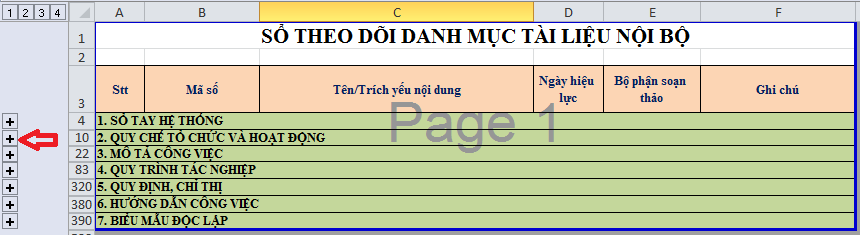 1 2 3 4
A B C D E F
1 SỔ THEO DÕI DANH MỤC TÀI LIỆU NỘI BỘ
2
3 Stt Mã số Tên/Trích yếu nội dung Ngày hiệu lực Bộ phận soạn thảo Ghi chú
4 1. SỔ TAY HỆ THỐNG
10 2. QUY CHẾ TỔ CHỨC VÀ HOẠT ĐỘNG
22 3. MÔ TẢ CÔNG VIỆC
83 4. QUY TRÌNH TÁC NGHIỆP
320 5. QUY ĐỊNH, CHỈ THỊ
380 6. HƯỚNG DẪN CÔNG VIỆC
390 7. BIỂU MẪU ĐỘC LẬP
Page 1